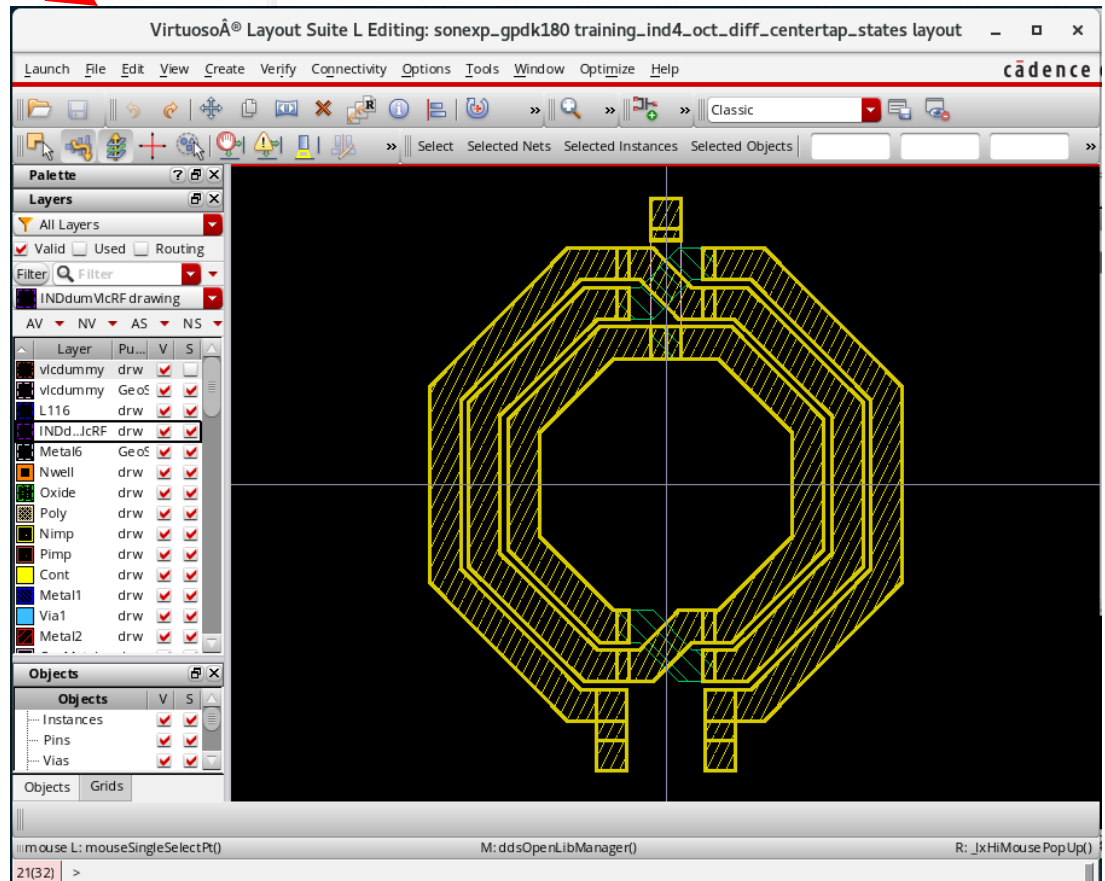 VirtuosoÂ® Layout Suite L Editing: sonexp_gpdk180 training_ind4_oct_diff_centertap_states layout
Launch File Edit View Create Verify Connectivity Options Tools Window Optimize Help cādence
» » » Classic
» Select Selected Nets Selected Instances Selected Objects »
Palette
Layers
All Layers
Valid Used Routing
Filter Filter
INDdumVlcRF drawing
AV NV AS NS
Layer Pu... V S
vlcdummy drw
vlcdummy GeoS
L116 drw
INDd...lcRF drw
Metal6 GeoS
Nwell drw
Oxide drw
Poly drw
Nimp drw
Pimp drw
Cont drw
Metal1 drw
Via1 drw
Metal2 drw
Objects
Objects V S
Instances
Pins
Vias
Objects Grids
mouse L: mouseSingleSelectPt() M: ddsOpenLibManager() R: _lxHiMousePopUp()
21(32) >